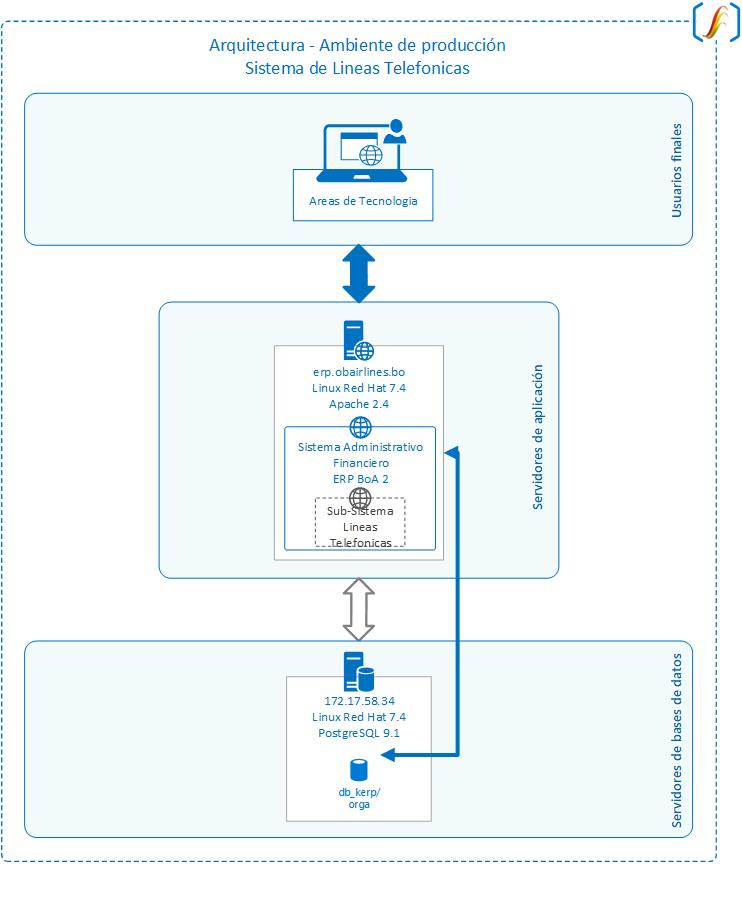 Arquitectura - Ambiente de producción
Sistema de Lineas Telefonicas
Usuarios finales
Areas de Tecnologia
Servidores de aplicación
erp.obairlines.bo
Linux Red Hat 7.4
Apache 2.4
Sistema Administrativo
Financiero
ERP BoA 2
Sub-Sistema
Lineas
Telefonicas
Servidores de bases de datos
172.17.58.34
Linux Red Hat 7.4
PostgreSQL 9.1
db_kerp/
orga